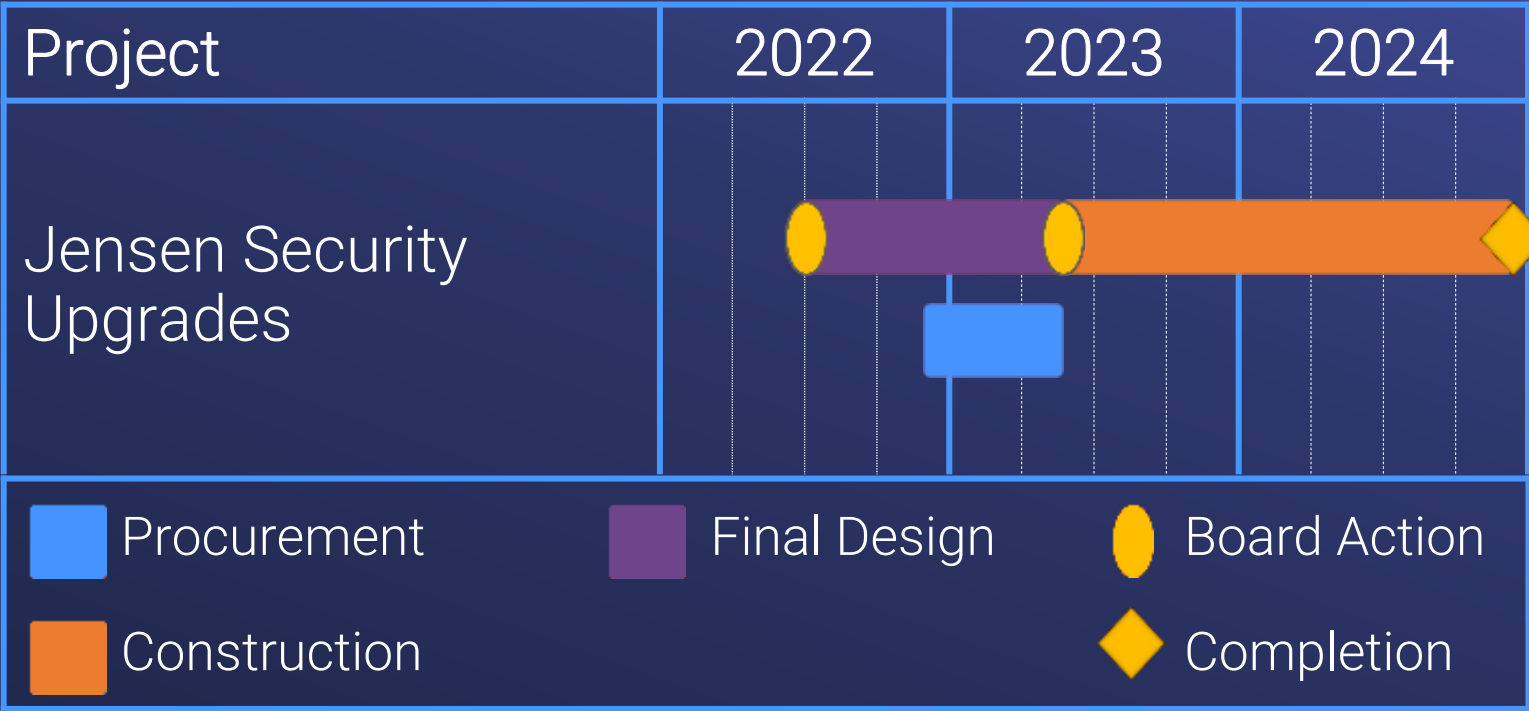 Project 2022 2023 2024
Jensen Security
Upgrades
Procurement Final Design Board Action
Construction Completion